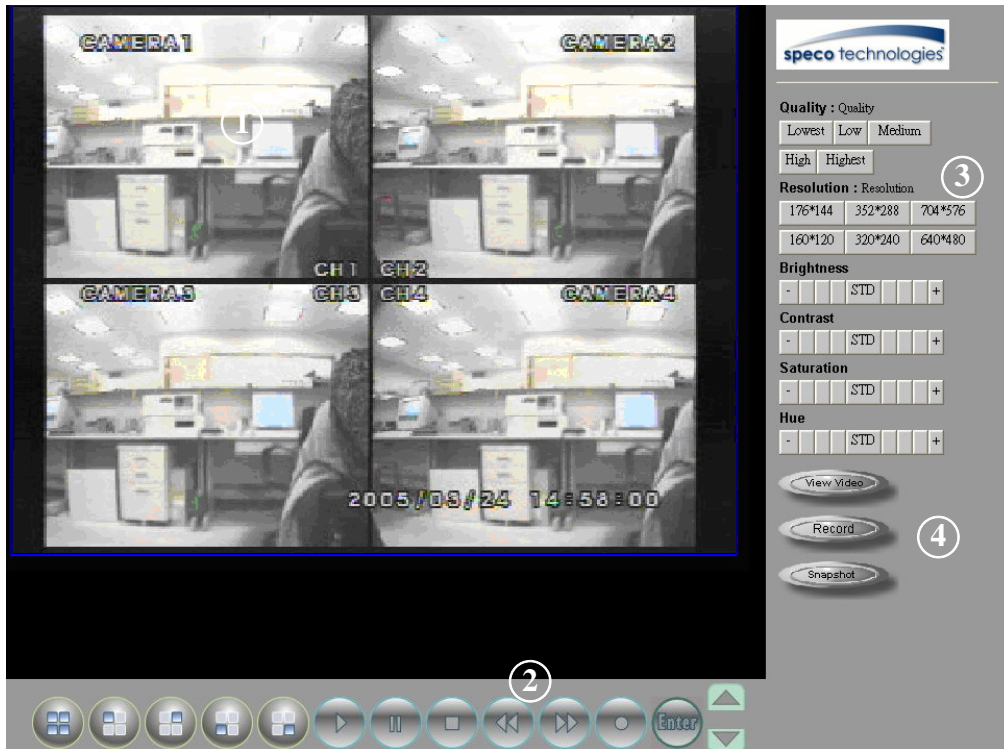 CAMERA1 CAMERA2
1
CH1 CH2
CAMERA3 CH3 CH4 CAMERA4
2005/03/24 14:58:00
speco technologies
Quality : Quality
Lowest Low Medium
High Highest
3
Resolution : Resolution
176*144 352*288 704*576
160*120 320*240 640*480
Brightness
- STD +
Contrast
- STD +
Saturation
- STD +
Hue
- STD +
View Video
Record
4
Snapshot
2
Enter